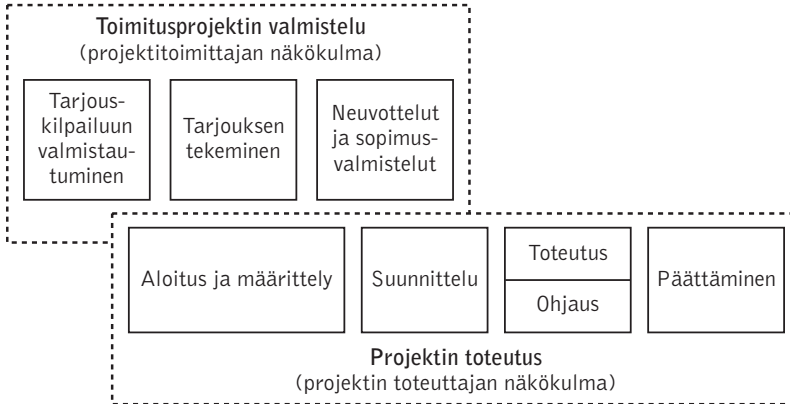 Toimitusprojektin valmistelu
(projektitoimittajan näkökulma)
Tarjous-
kilpailuun
valmistau-
tuminen
Tarjouksen
tekeminen
Neuvottelut
ja sopimus-
valmistelut
Aloitus ja määrittely
Suunnittelu
Toteutus
Ohjaus
Päättäminen
Projektin toteutus
(projektin toteuttajan näkökulma)